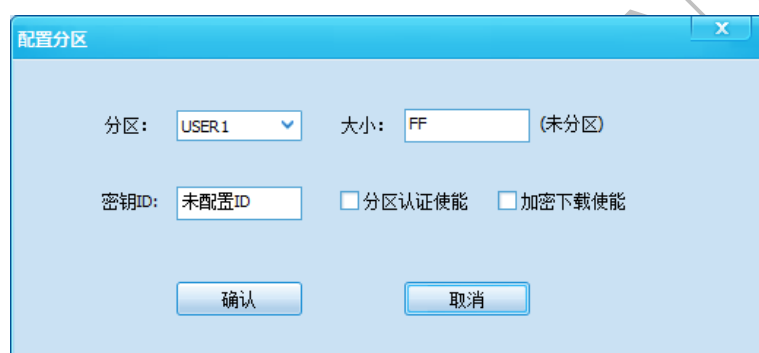 配置分区
x
分区： USER1 大小： FF (未分区)
密钥ID: 未配置ID 分区认证使能 加密下载使能
确认 取消